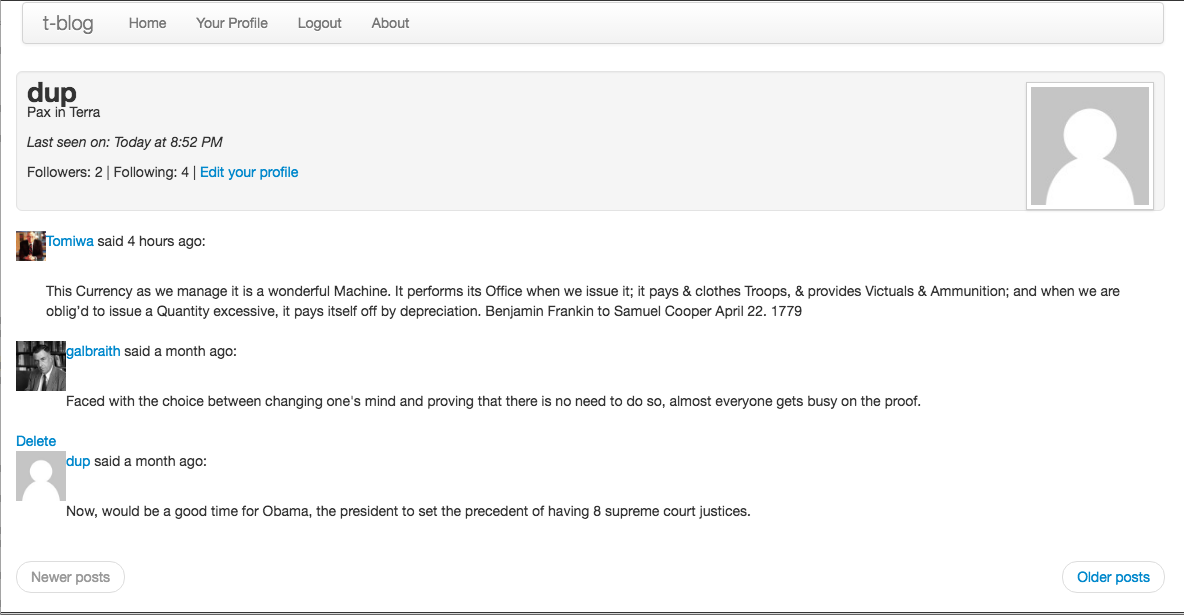 t-blog Home Your Profile Logout About
dup
Pax in Terra
Last seen on: Today at 8:52 PM
Followers: 2 | Following: 4 | Edit your profile
Tomiwa said 4 hours ago:
This Currency as we manage it is a wonderful Machine. It performs its Office when we issue it; it pays & clothes Troops, & provides Victuals & Ammunition; and when we are
oblig'd to issue a Quantity excessive, it pays itself off by depreciation. Benjamin Frankin to Samuel Cooper April 22. 1779
galbraith said a month ago:
Faced with the choice between changing one's mind and proving that there is no need to do so, almost everyone gets busy on the proof.
Delete
dup said a month ago:
Now, would be a good time for Obama, the president to set the precedent of having 8 supreme court justices.
Newer posts Older posts